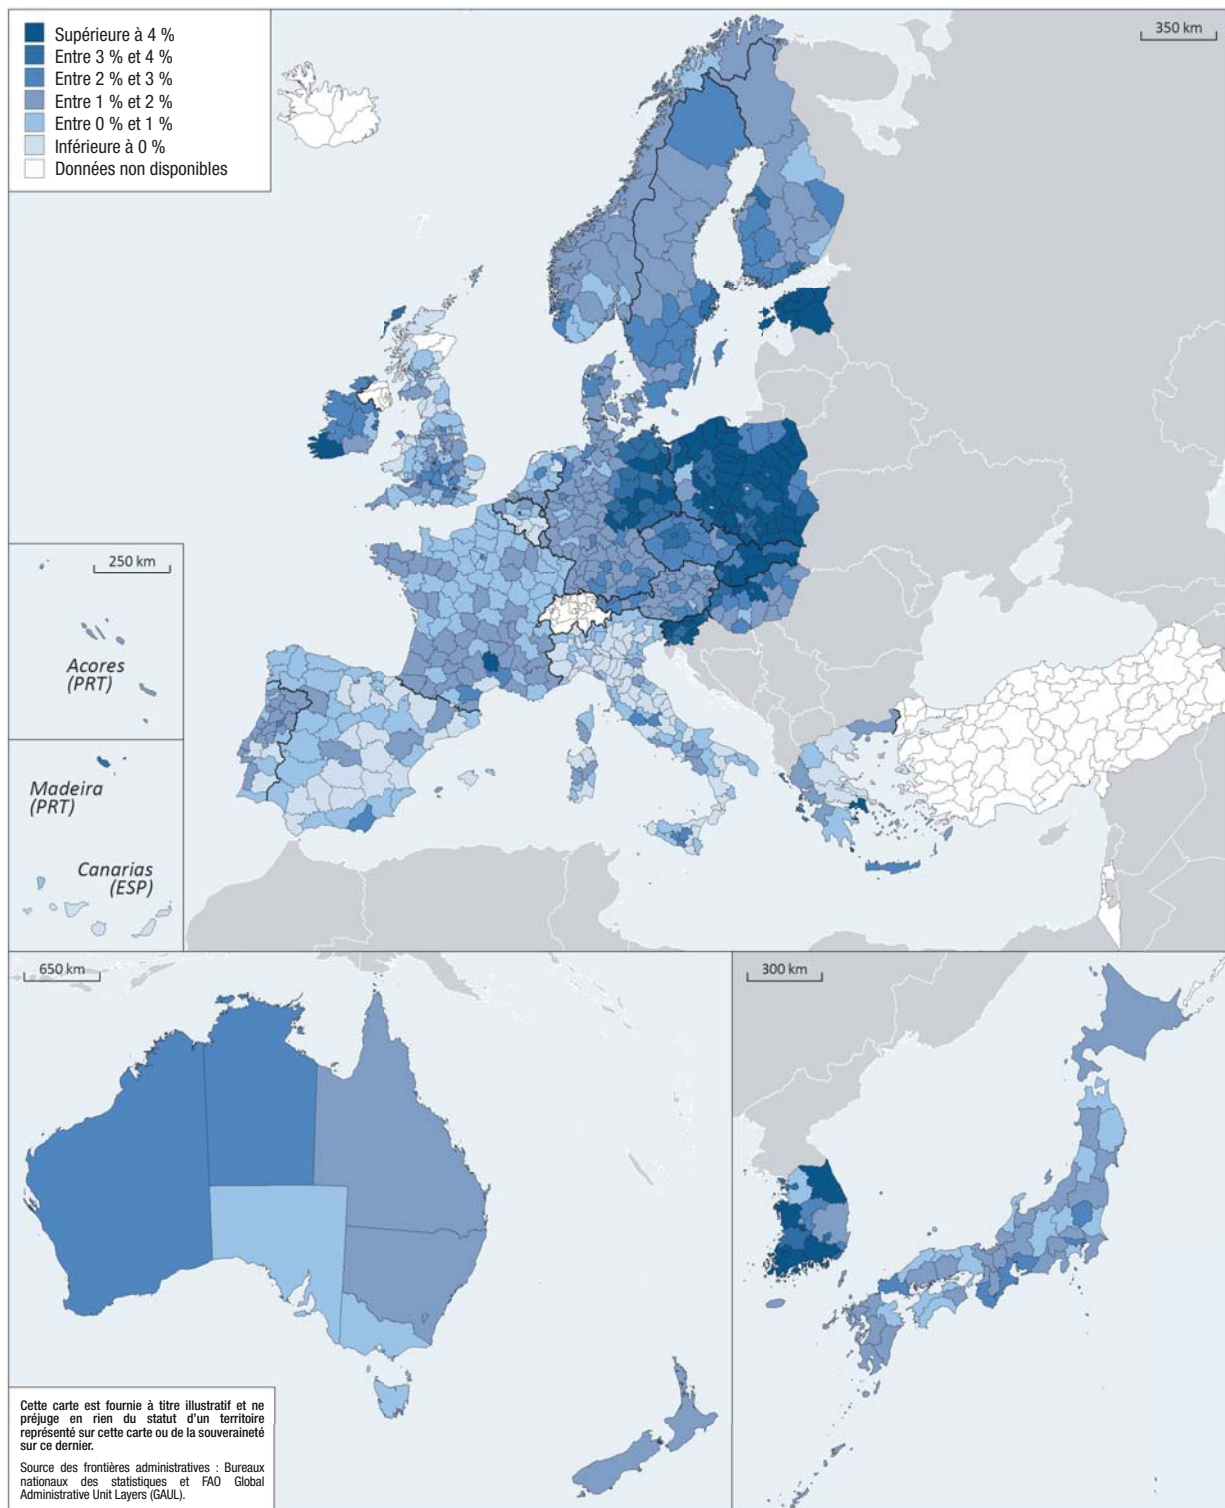 Supérieure à 4 %
Entre 3 % et 4 %
Entre 2 % et 3 %
Entre 1 % et 2 %
Entre 0 % et 1 %
Inférieure à 0 %
Données non disponibles
350 km
250 km
Acores
(PRT)
Madeira
(PRT)
Canarias
(ESP)
650 km
300 km
Cette carte est fournie à titre illustratif et ne
préjuge en rien du statut d'un territoire
représenté sur cette carte ou de la souveraineté
sur ce dernier.
Source des frontières administratives : Bureaux
nationaux des statistiques et FAO Global
Administrative Unit Layers (GAUL).